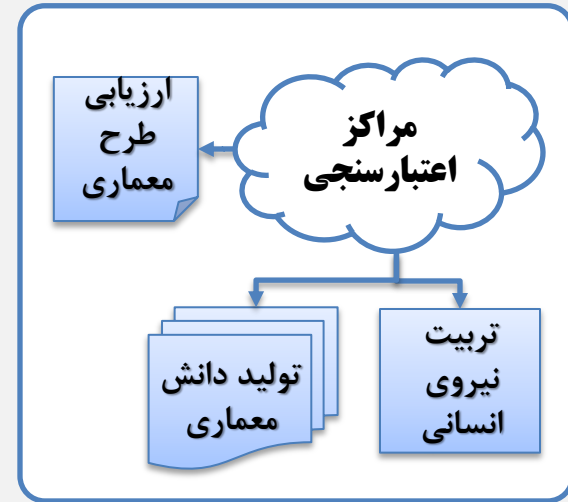 مراکز
اعتبارسنجی
ارزیابی
طرح
معماری
تربیت
نیروی
انسانی
تولید دانش
معماری